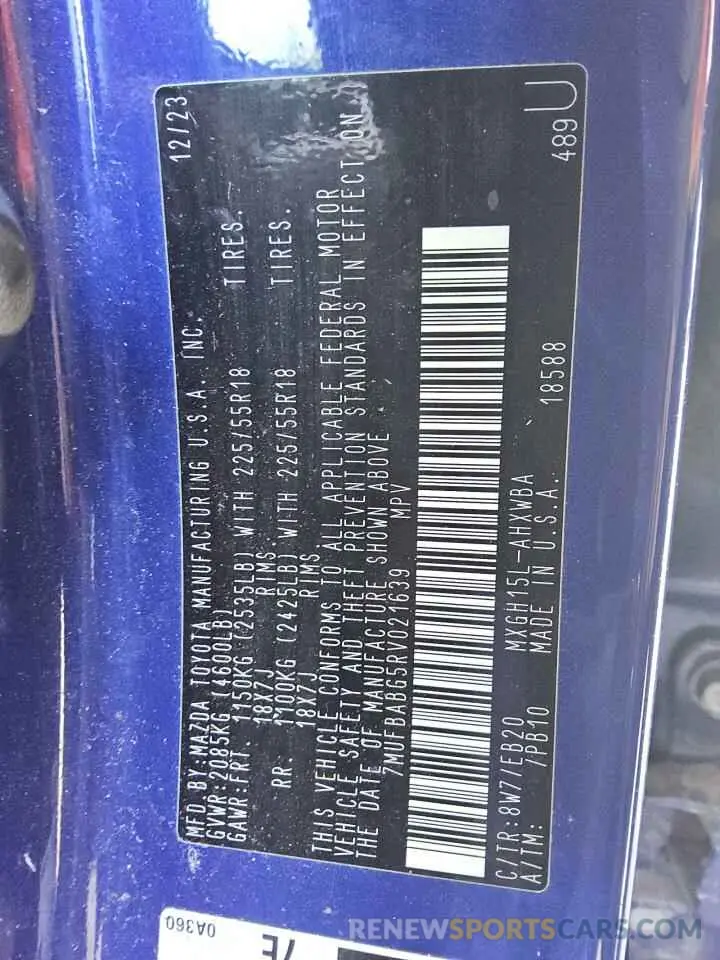 MFD.BY:MAZDA TOYOTA MANUFACTURING U.S.A. INC. 12/23
GVWR:2085KG (4600LB)
GAWR:FRT. 1150KG (2535LB) WITH 225/55R18 TIRES.
18X7J RIMS
RR. 1100KG (2425LB) WITH 225/55R18 TIRES.
18X7J RIMS
THIS VEHICLE CONFORMS TO ALL APPLICABLE FEDERAL MOTOR
VEHICLE SAFETY AND THEFT PREVENTION STANDARDS IN EFFECT ON
THE DATE OF MANUFACTURE SHOWN ABOVE
7MUFBABG5RV021639 MPV
C/TR:8W7/EB20 MXGH15L-AHXWBA 18588 489 U
A/TM: /PB10 MADE IN U.S.A.
0A360
7E
RENEWSPORTSCARS.COM